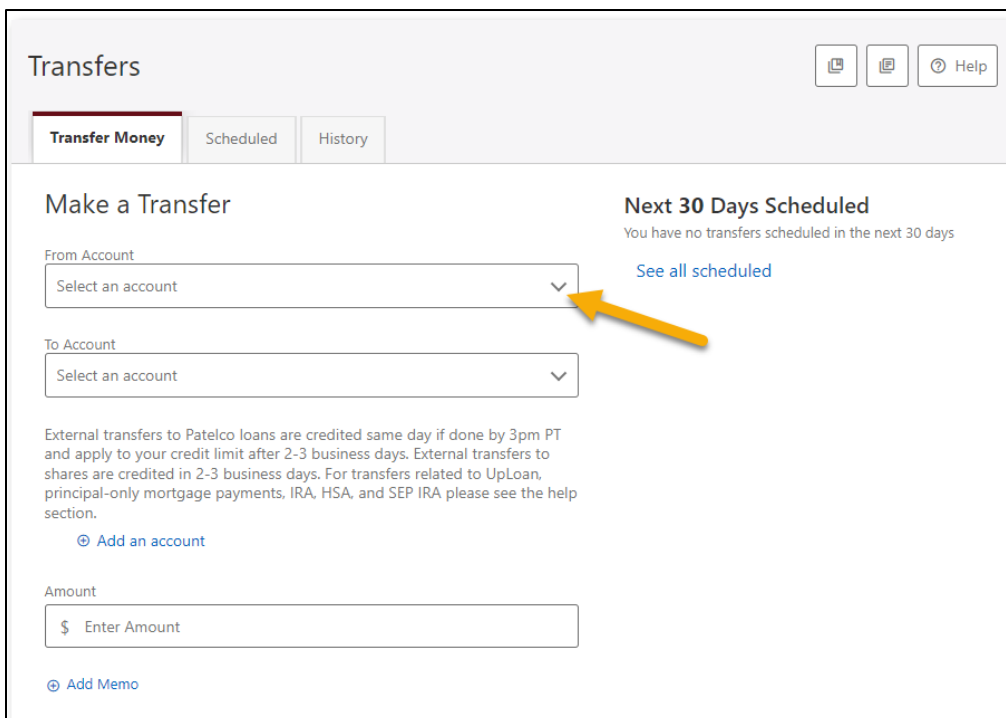 Transfers
Help
Transfer Money
Scheduled
History
Make a Transfer
From Account
Select an account
To Account
Select an account
External transfers to Patelco loans are credited same day if done by 3pm PT
and apply to your credit limit after 2-3 business days. External transfers to
shares are credited in 2-3 business days. For transfers related to UpLoan,
principal-only mortgage payments, IRA, HSA, and SEP IRA please see the help
section.
Add an account
Amount
$ Enter Amount
Add Memo
Next 30 Days Scheduled
You have no transfers scheduled in the next 30 days
See all scheduled